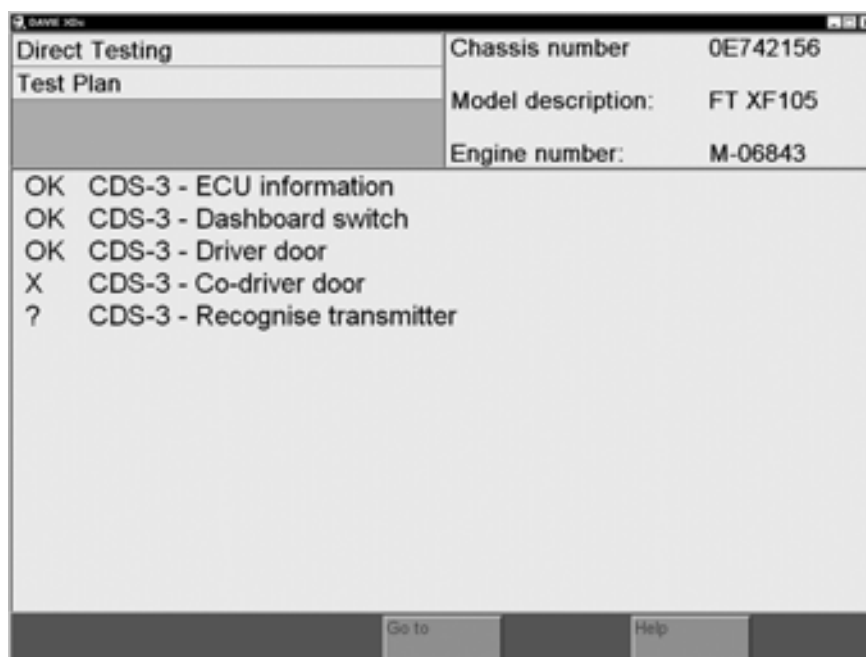 DAVIE XDc
Direct Testing
Test Plan
Chassis number 0E742156
Model description: FT XF105
Engine number: M-06843
OK CDS-3 - ECU information
OK CDS-3 - Dashboard switch
OK CDS-3 - Driver door
X CDS-3 - Co-driver door
? CDS-3 - Recognise transmitter
Go to
Help